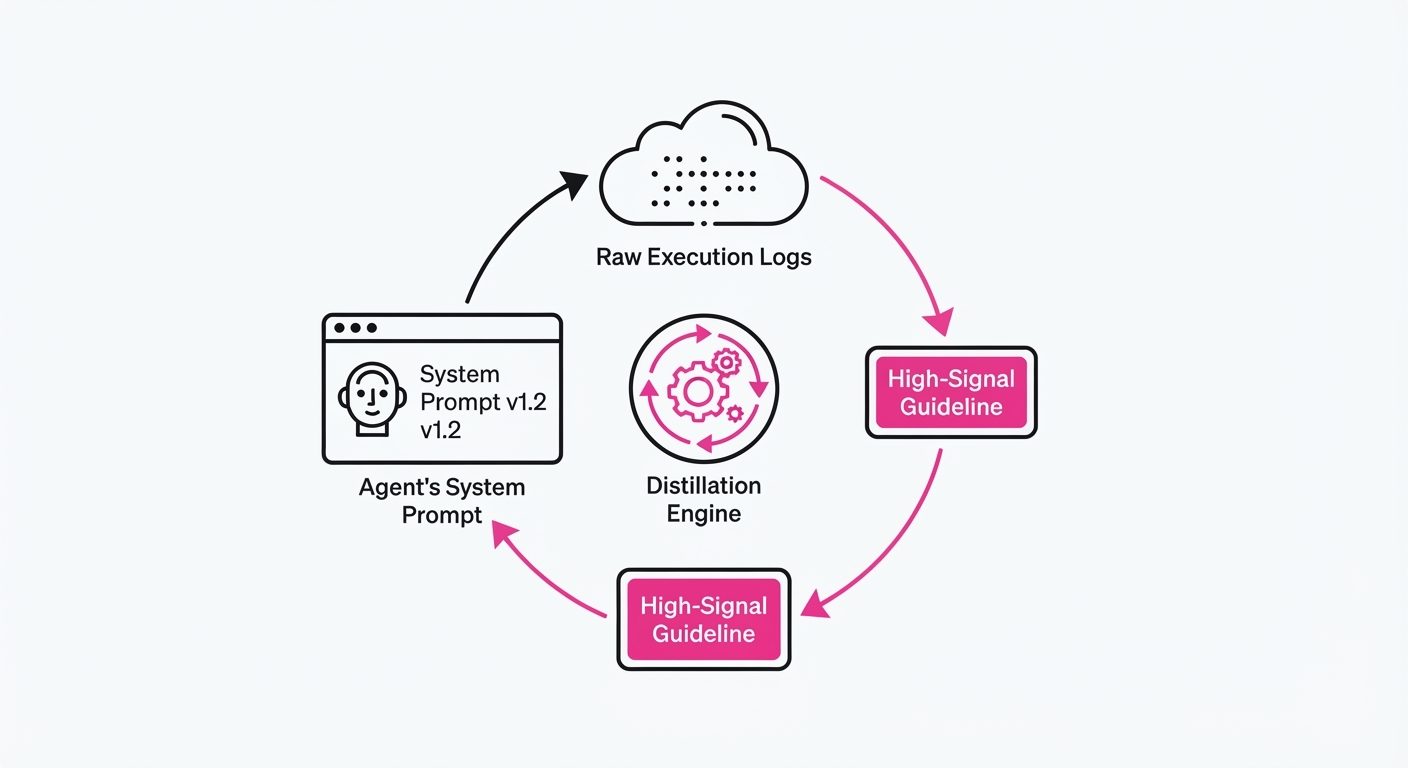 Raw Execution Logs
System
Prompt v1.2
v1.2
Agent's System
Prompt
Distillation
Engine
High-Signal
Guideline
High-Signal
Guideline